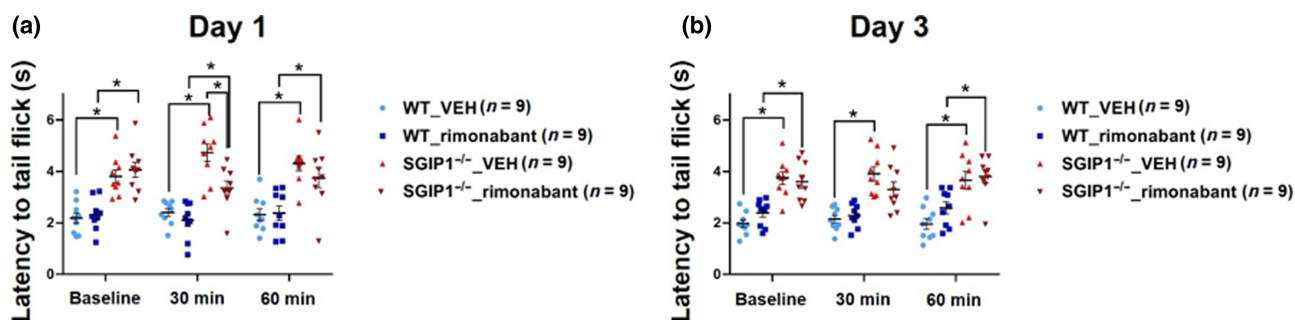 (a)
Day 1
Latency to tail flick (s)
6
4
2
0
* * * * * * *
Baseline 30 min 60 min
WT_VEH (n = 9)
WT_rimonabant (n = 9)
SGIP1⁻/⁻_VEH (n = 9)
SGIP1⁻/⁻_rimonabant (n = 9)
(b)
Day 3
Latency to tail flick (s)
6
4
2
0
* * * * *
Baseline 30 min 60 min
WT_VEH (n = 9)
WT_rimonabant (n = 9)
SGIP1⁻/⁻_VEH (n = 9)
SGIP1⁻/⁻_rimonabant (n = 9)